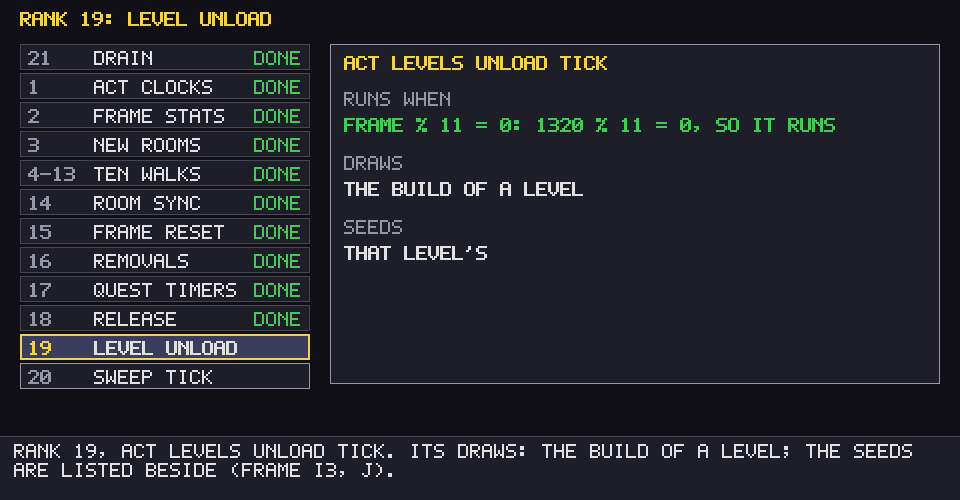 RANK 19: LEVEL UNLOAD
21 DRAIN DONE
1 ACT CLOCKS DONE
2 FRAME STATS DONE
3 NEW ROOMS DONE
4-13 TEN WALKS DONE
14 ROOM SYNC DONE
15 FRAME RESET DONE
16 REMOVALS DONE
17 QUEST TIMERS DONE
18 RELEASE DONE
19 LEVEL UNLOAD
20 SWEEP TICK
ACT LEVELS UNLOAD TICK
RUNS WHEN
FRAME % 11 = 0: 1320 % 11 = 0, SO IT RUNS
DRAWS
THE BUILD OF A LEVEL
SEEDS
THAT LEVEL'S
RANK 19, ACT LEVELS UNLOAD TICK. ITS DRAWS: THE BUILD OF A LEVEL; THE SEEDS
ARE LISTED BESIDE (FRAME I3, J).